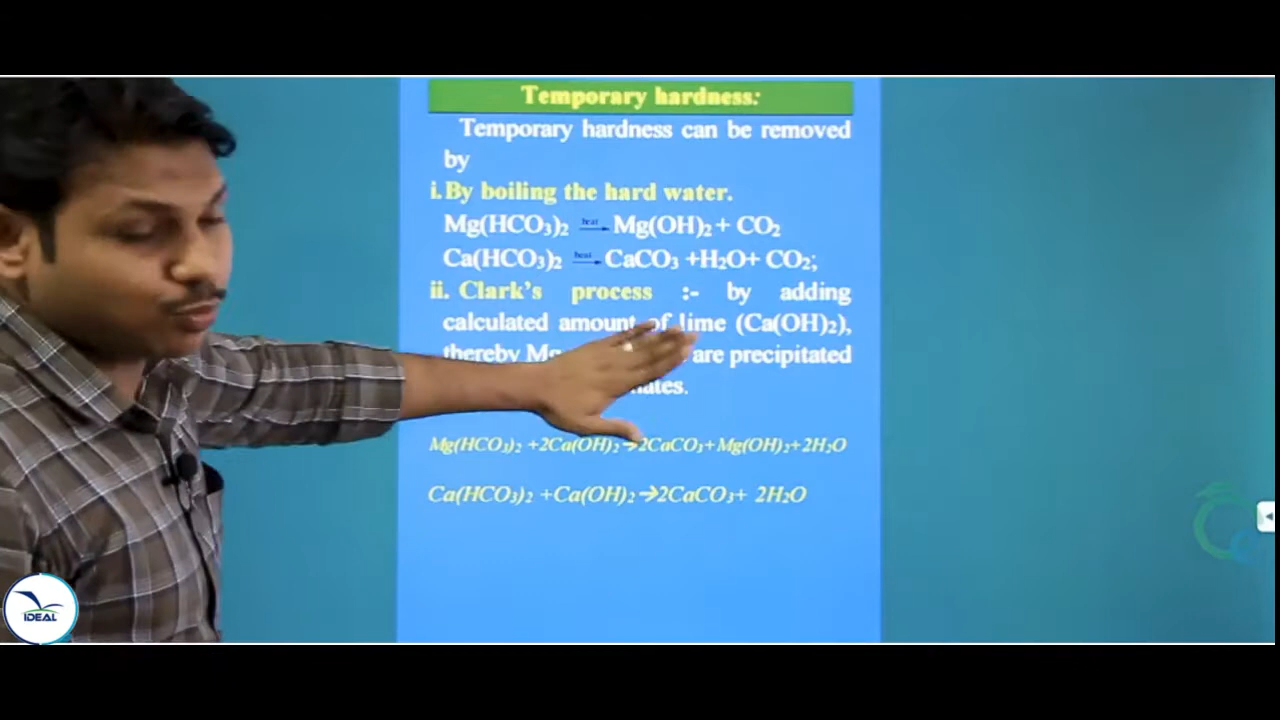 Temporary hardness:
Temporary hardness can be removed
by
i. By boiling the hard water.
Mg(HCO₃)₂ heat → Mg(OH)₂ + CO₂
Ca(HCO₃)₂ heat → CaCO₃ +H₂O+ CO₂;
ii. Clark's process :- by adding
calculated amount of lime (Ca(OH)₂),
thereby are precipitated
Mg(HCO₃)₂ +2Ca(OH)₂ →2CaCO₃+Mg(OH)₂+2H₂O
Ca(HCO₃)₂ +Ca(OH)₂ →2CaCO₃+ 2H₂O
IDEAL